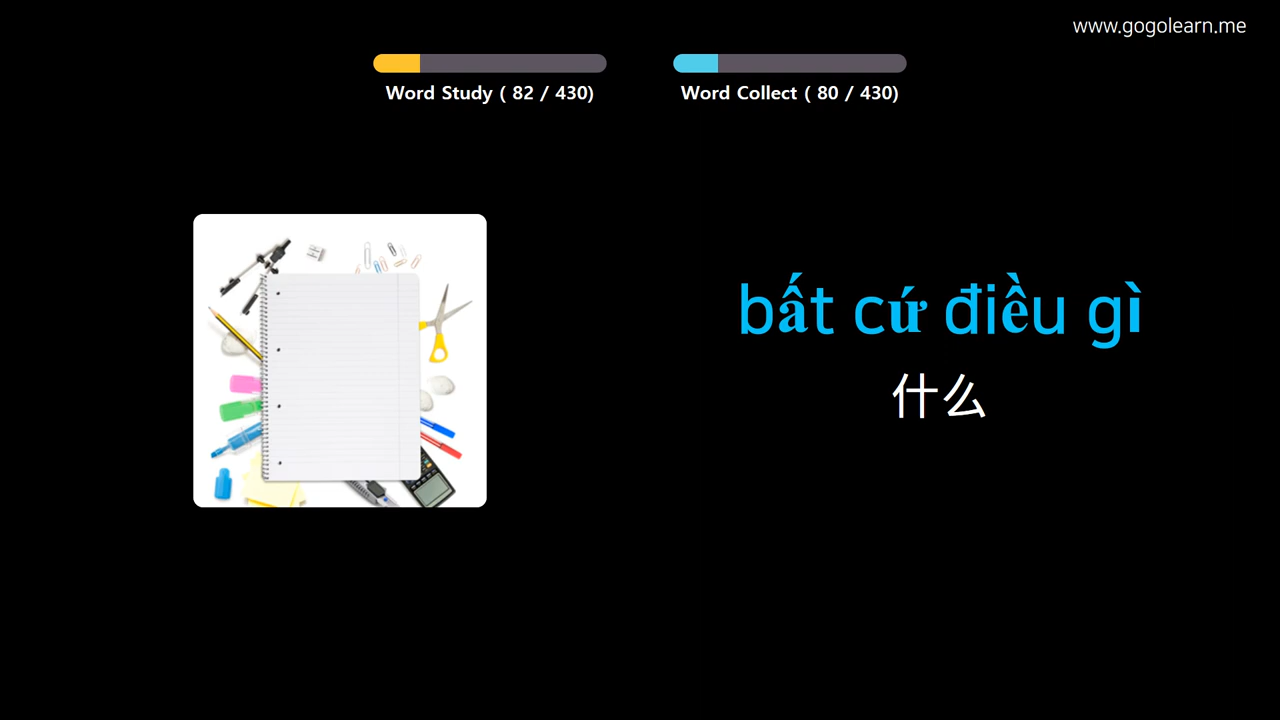 www.gogolearn.me
Word Study ( 82 / 430)
Word Collect ( 80 / 430)
bất cứ điều gì
什么